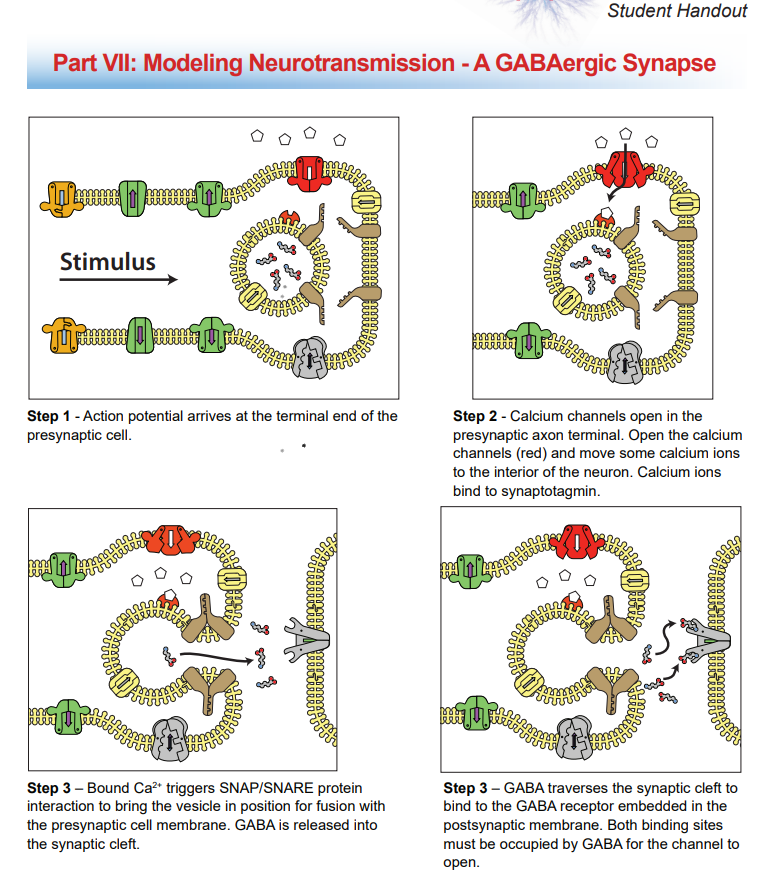 Student Handout
Part VII: Modeling Neurotransmission - A GABAergic Synapse
Stimulus
Step 1 - Action potential arrives at the terminal end of the
presynaptic cell.
Step 2 - Calcium channels open in the
presynaptic axon terminal. Open the calcium
channels (red) and move some calcium ions
to the interior of the neuron. Calcium ions
bind to synaptotagmin.
Step 3 – Bound Ca²⁺ triggers SNAP/SNARE protein
interaction to bring the vesicle in position for fusion with
the presynaptic cell membrane. GABA is released into
the synaptic cleft.
Step 3 – GABA traverses the synaptic cleft to
bind to the GABA receptor embedded in the
postsynaptic membrane. Both binding sites
must be occupied by GABA for the channel to
open.